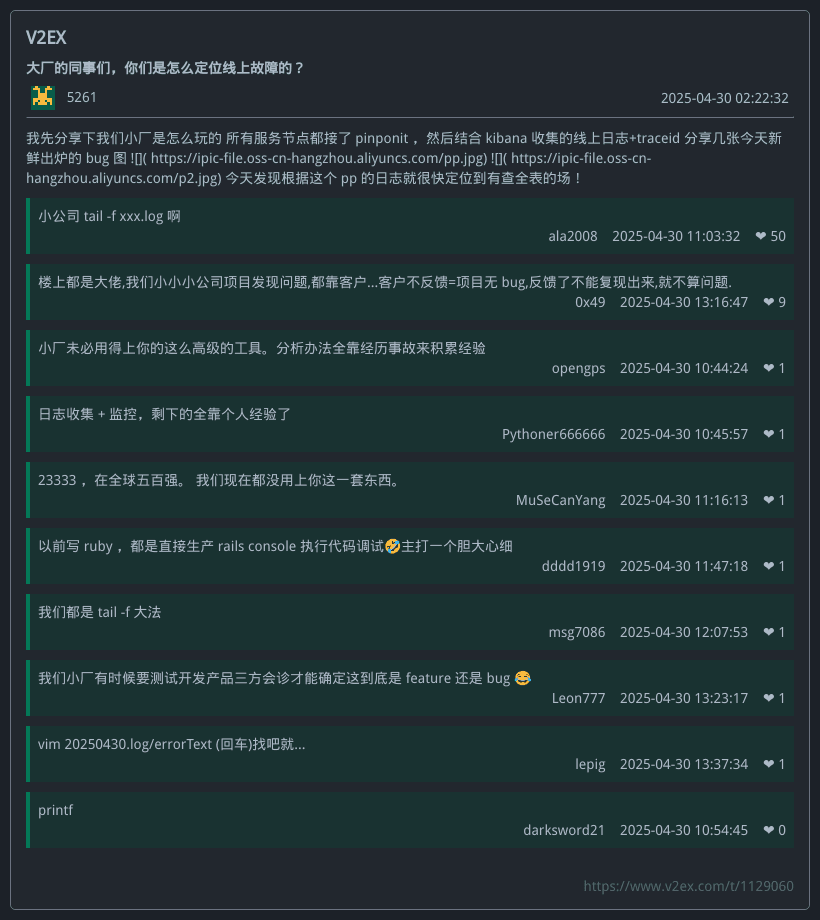 V2EX
大厂的同事们，你们是怎么定位线上故障的？
5261
2025-04-30 02:22:32
我先分享下我们小厂是怎么玩的 所有服务节点都接了 pinponit ，然后结合 kibana 收集的线上日志+traceid 分享几张今天新
鲜出炉的 bug 图 ![]( https://ipic-file.oss-cn-hangzhou.aliyuncs.com/pp.jpg) ![]( https://ipic-file.oss-cn-
hangzhou.aliyuncs.com/p2.jpg) 今天发现根据这个 pp 的日志就很快定位到有查全表的场！
小公司 tail -f xxx.log 啊
ala2008 2025-04-30 11:03:32 ❤ 50
楼上都是大佬,我们小小小公司项目发现问题,都靠客户...客户不反馈=项目无 bug,反馈了不能复现出来,就不算问题.
0x49 2025-04-30 13:16:47 ❤ 9
小厂未必用得上你的这么高级的工具。分析办法全靠经历事故来积累经验
opengps 2025-04-30 10:44:24 ❤ 1
日志收集 + 监控，剩下的全靠个人经验了
Pythoner666666 2025-04-30 10:45:57 ❤ 1
23333 ，在全球五百强。 我们现在都没用上你这一套东西。
MuSeCanYang 2025-04-30 11:16:13 ❤ 1
以前写 ruby ，都是直接生产 rails console 执行代码调试🤣主打一个胆大心细
dddd1919 2025-04-30 11:47:18 ❤ 1
我们都是 tail -f 大法
msg7086 2025-04-30 12:07:53 ❤ 1
我们小厂有时候要测试开发产品三方会诊才能确定这到底是 feature 还是 bug 😂
Leon777 2025-04-30 13:23:17 ❤ 1
vim 20250430.log/errorText (回车)找吧就...
lepig 2025-04-30 13:37:34 ❤ 1
printf
darksword21 2025-04-30 10:54:45 ❤ 0
https://www.v2ex.com/t/1129060